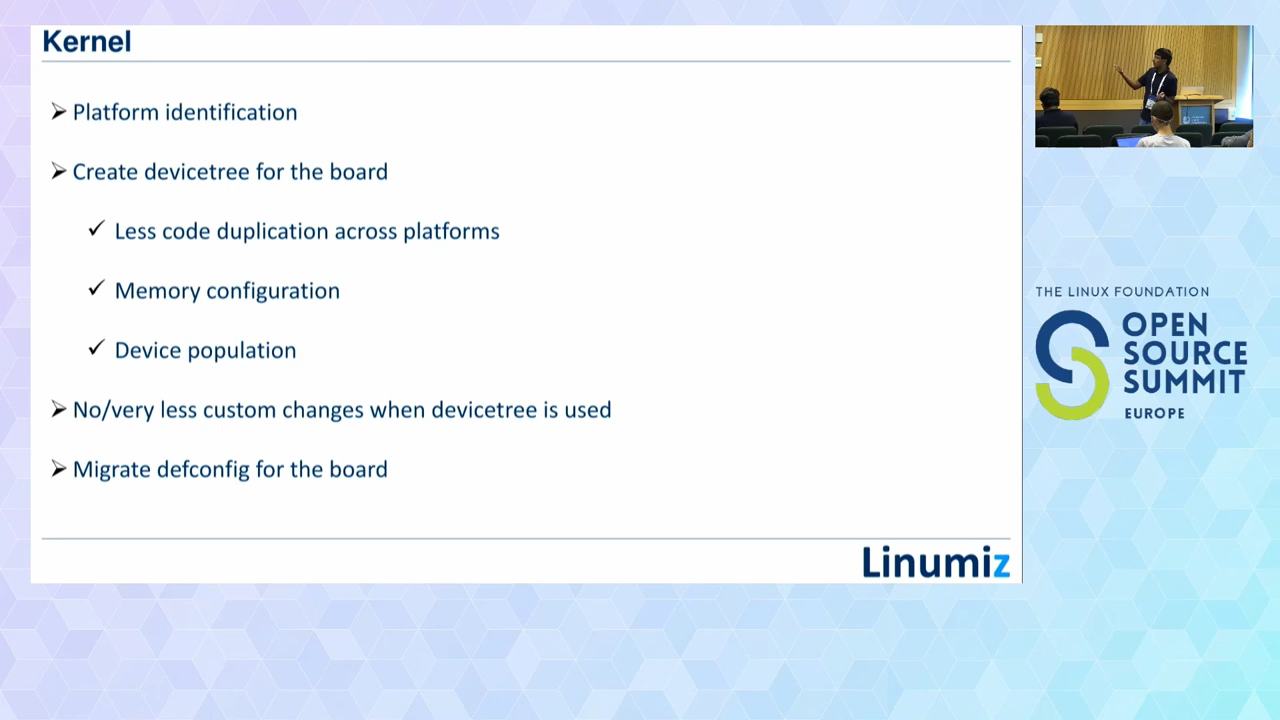 Kernel
Platform identification
Create devicetree for the board
Less code duplication across platforms
Memory configuration
Device population
No/very less custom changes when devicetree is used
Migrate defconfig for the board
Linumiz
THE LINUX FOUNDATION
OPEN
SOURCE
SUMMIT
EUROPE